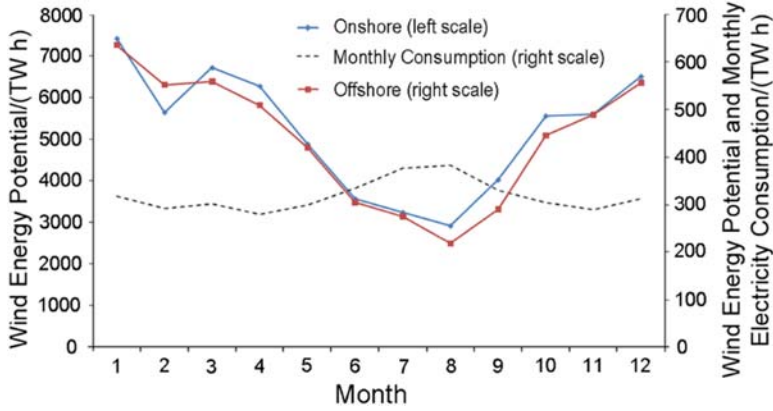 Wind Energy Potential/(TW h)
8000
7000
6000
5000
4000
3000
2000
1000
0
Onshore (left scale)
Monthly Consumption (right scale)
Offshore (right scale)
700
600
500
400
300
200
100
0
Wind Energy Potential and Monthly
Electricity Consumption/(TW h)
1 2 3 4 5 6 7 8 9 10 11 12
Month